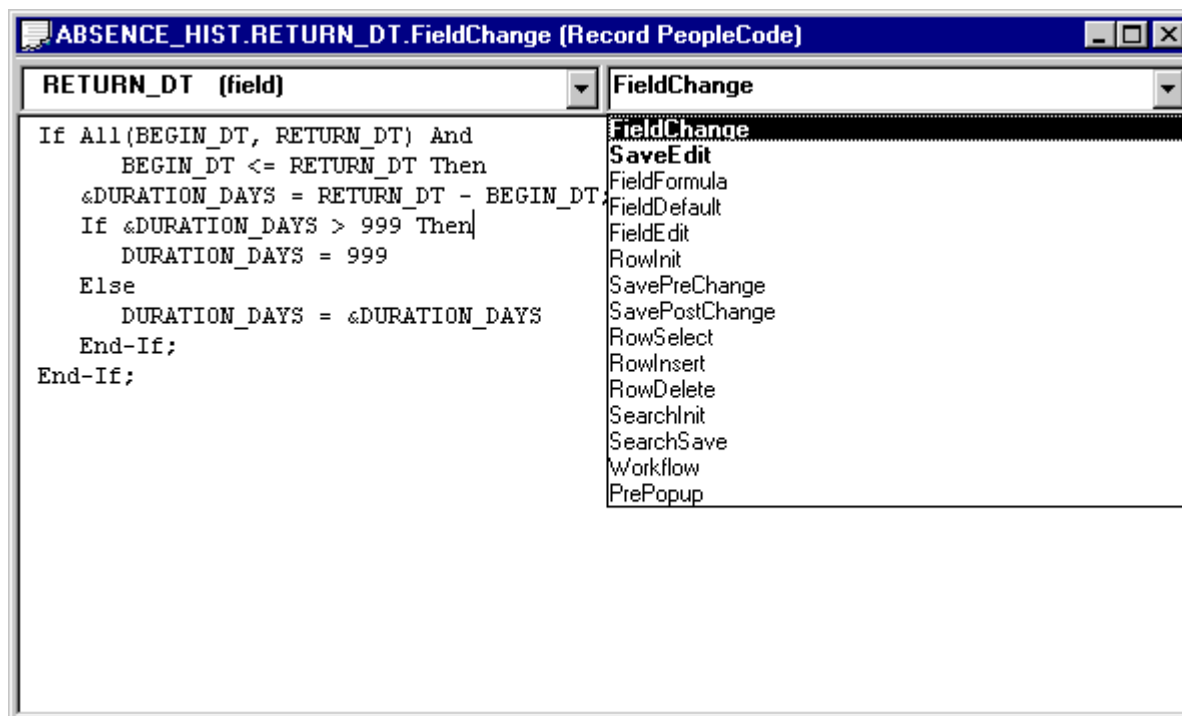 ABSENCE_HIST.RETURN_DT.FieldChange (Record PeopleCode)
RETURN_DT (field)
FieldChange
If All(BEGIN_DT, RETURN_DT) And
BEGIN_DT <= RETURN_DT Then
&DURATION_DAYS = RETURN_DT - BEGIN_DT;
If &DURATION_DAYS > 999 Then
DURATION_DAYS = 999
Else
DURATION_DAYS = &DURATION_DAYS
End-If;
End-If;
FieldChange
SaveEdit
FieldFormula
FieldDefault
FieldEdit
RowInit
SavePreChange
SavePostChange
RowSelect
RowInsert
RowDelete
SearchInit
SearchSave
Workflow
PrePopup